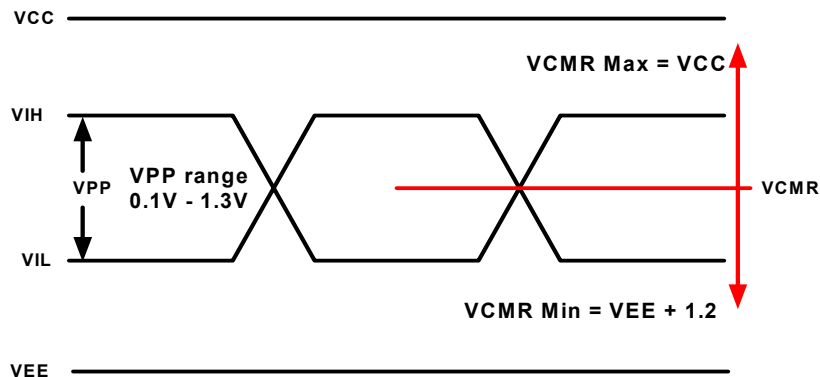 VCC
VCMR Max = VCC
VIH
VPP
VPP range
0.1V - 1.3V
VCMR
VIL
VCMR Min = VEE + 1.2
VEE